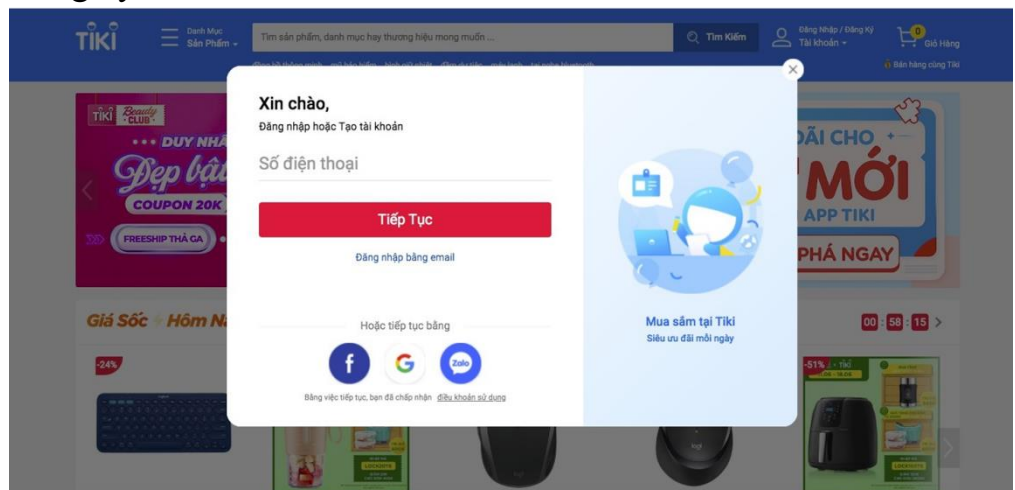 TIKI
Danh Mục
Sản Phẩm
Tìm sản phẩm, danh mục hay thương hiệu mong muốn ...
Tìm Kiếm
Đăng Nhập / Đăng Ký
Tài khoản
0
Giỏ Hàng
Bán hàng cùng Tiki
TIKI
Beauty
CLUB
DUY NHẤ
Đẹp bật
COUPON 20K
FREESHIP THẢ GA
Xin chào,
Đăng nhập hoặc Tạo tài khoản
Số điện thoại
Tiếp Tục
Đăng nhập bằng email
Hoặc tiếp tục bằng
f
G
Zalo
Bằng việc tiếp tục, bạn đã chấp nhận điều khoản sử dụng
Mua sắm tại Tiki
Siêu ưu đãi mỗi ngày
ĐÃI CHO
MỚI
APP TIKI
PHÁ NGAY
Giá Sốc
Hôm Na
00 : 58 : 15
-24%
-51%